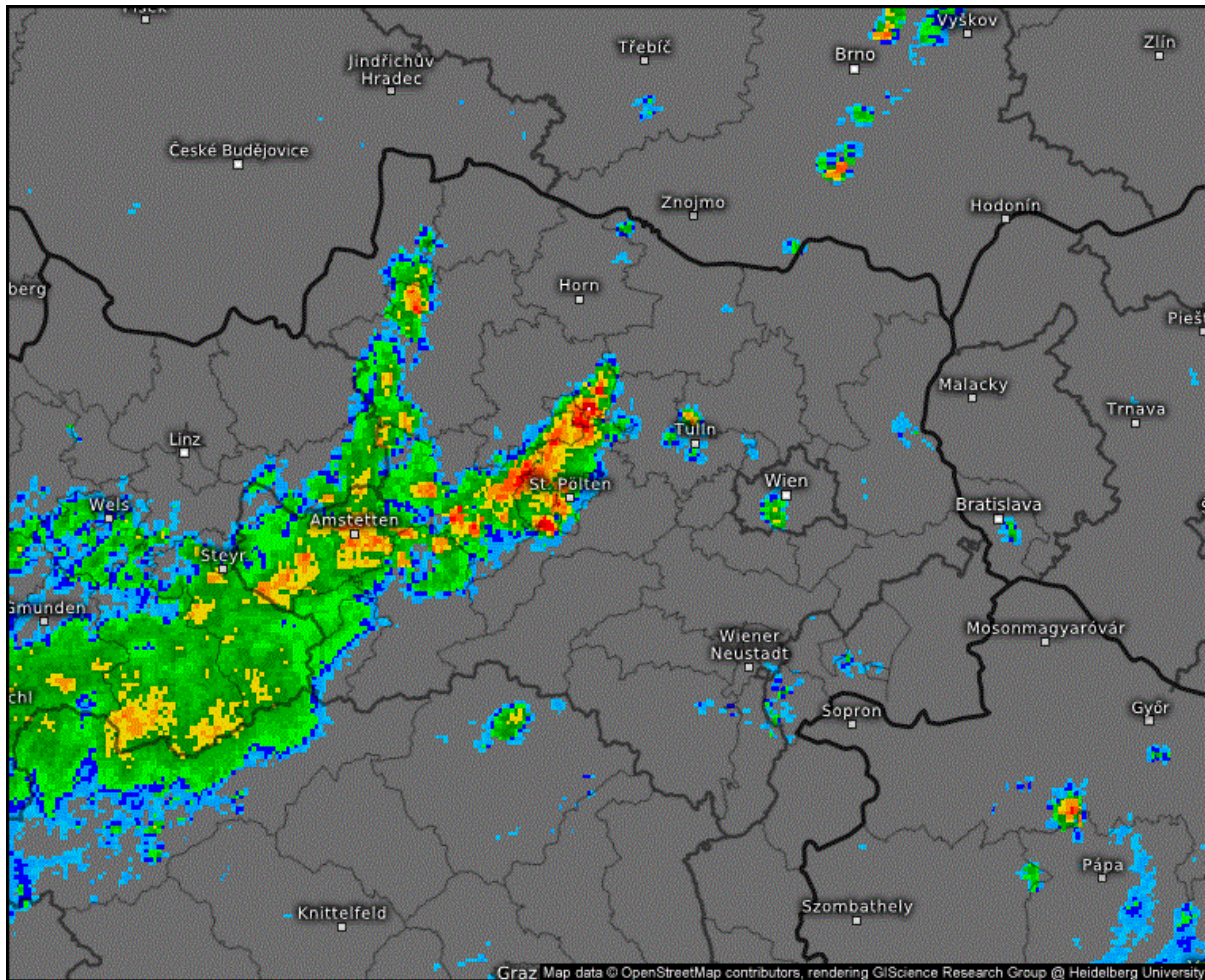 Vyškov
Třebíč
Zlín
Brno
Jindřichův
Hradec
České Budějovice
Znojmo
Hodonín
berg
Horn
Malacky
Trnava
Linz
Tulln
Wien
St. Pölten
Wels
Bratislava
Amstetten
Steyr
Gmunden
Mosonmagyaróvár
Wiener
Neustadt
chl
Sopron
Győr
Pápa
Knittelfeld
Szombathely
Graz
Map data © OpenStreetMap contributors, rendering GIScience Research Group @ Heidelberg University